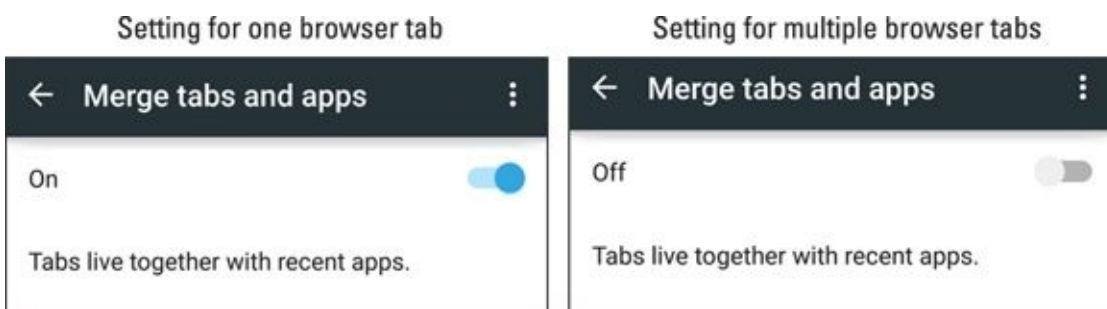 Setting for one browser tab
Merge tabs and apps
On
Tabs live together with recent apps.
Setting for multiple browser tabs
Merge tabs and apps
Off
Tabs live together with recent apps.